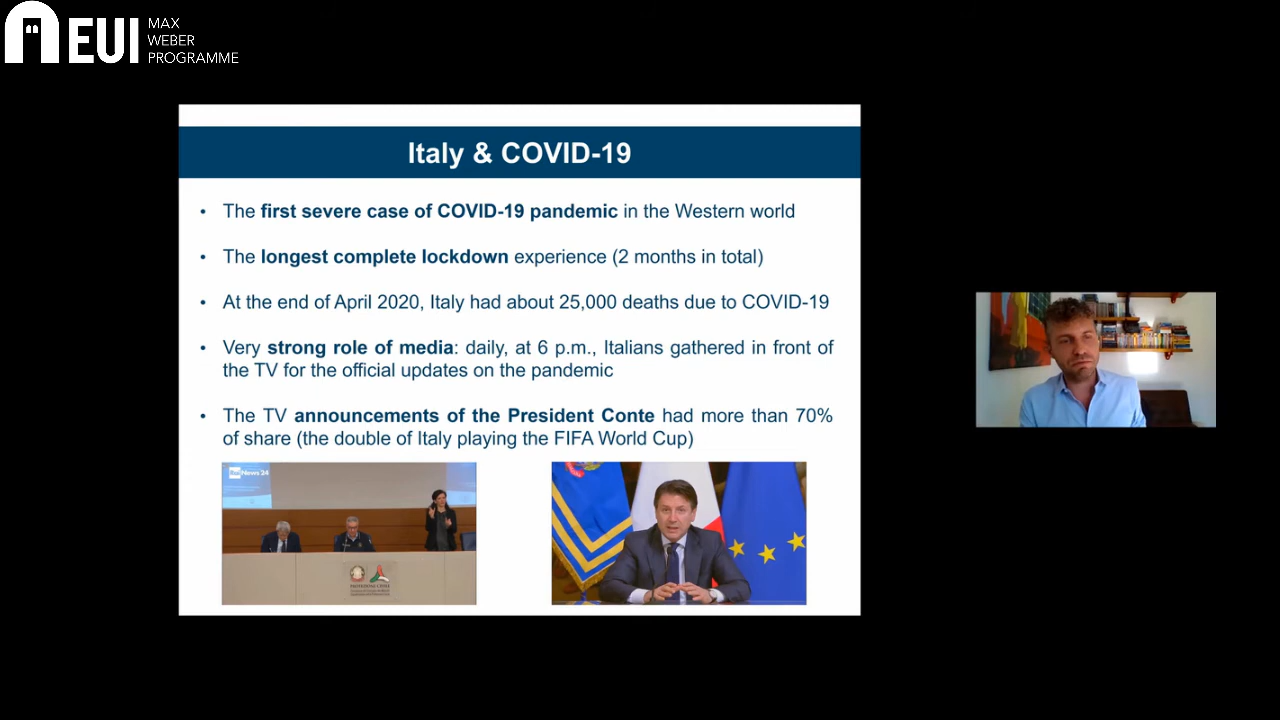 MAX
WEBER
PROGRAMME
EUI
Italy & COVID-19
• The first severe case of COVID-19 pandemic in the Western world
• The longest complete lockdown experience (2 months in total)
• At the end of April 2020, Italy had about 25,000 deaths due to COVID-19
• Very strong role of media: daily, at 6 p.m., Italians gathered in front of
the TV for the official updates on the pandemic
• The TV announcements of the President Conte had more than 70%
of share (the double of Italy playing the FIFA World Cup)
Rai News 24